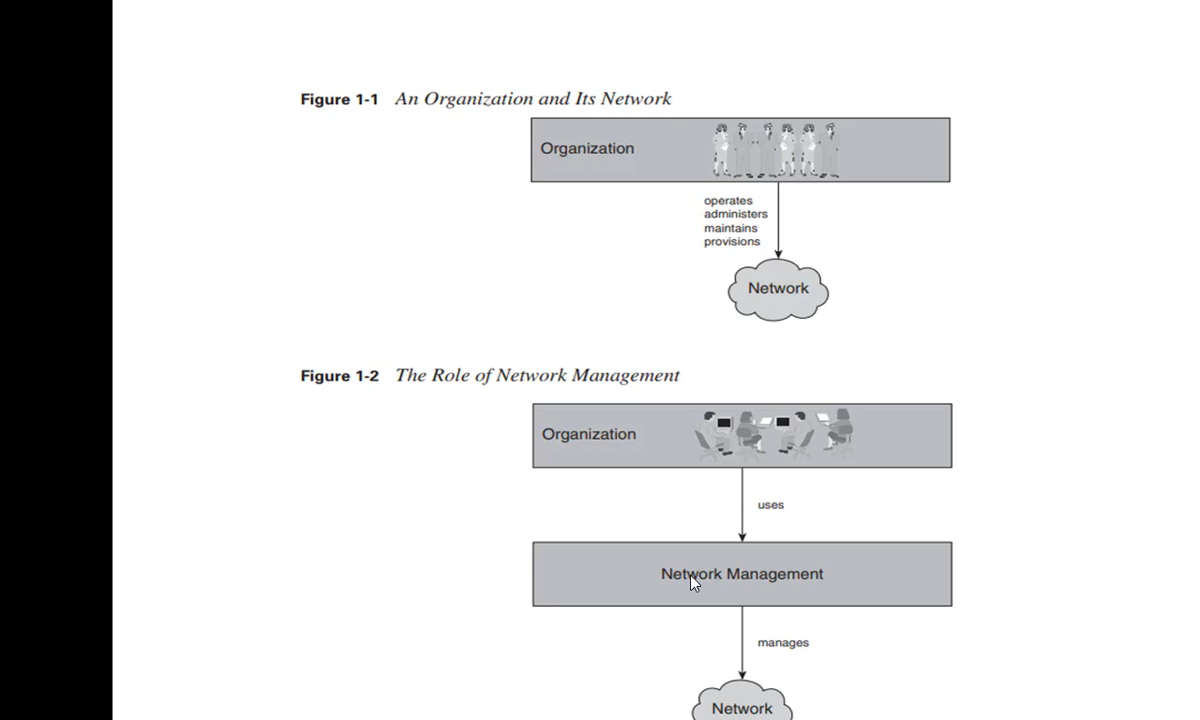 Figure 1-1 An Organization and Its Network
Organization
operates
administers
maintains
provisions
Network
Figure 1-2 The Role of Network Management
Organization
uses
Network Management
manages
Network